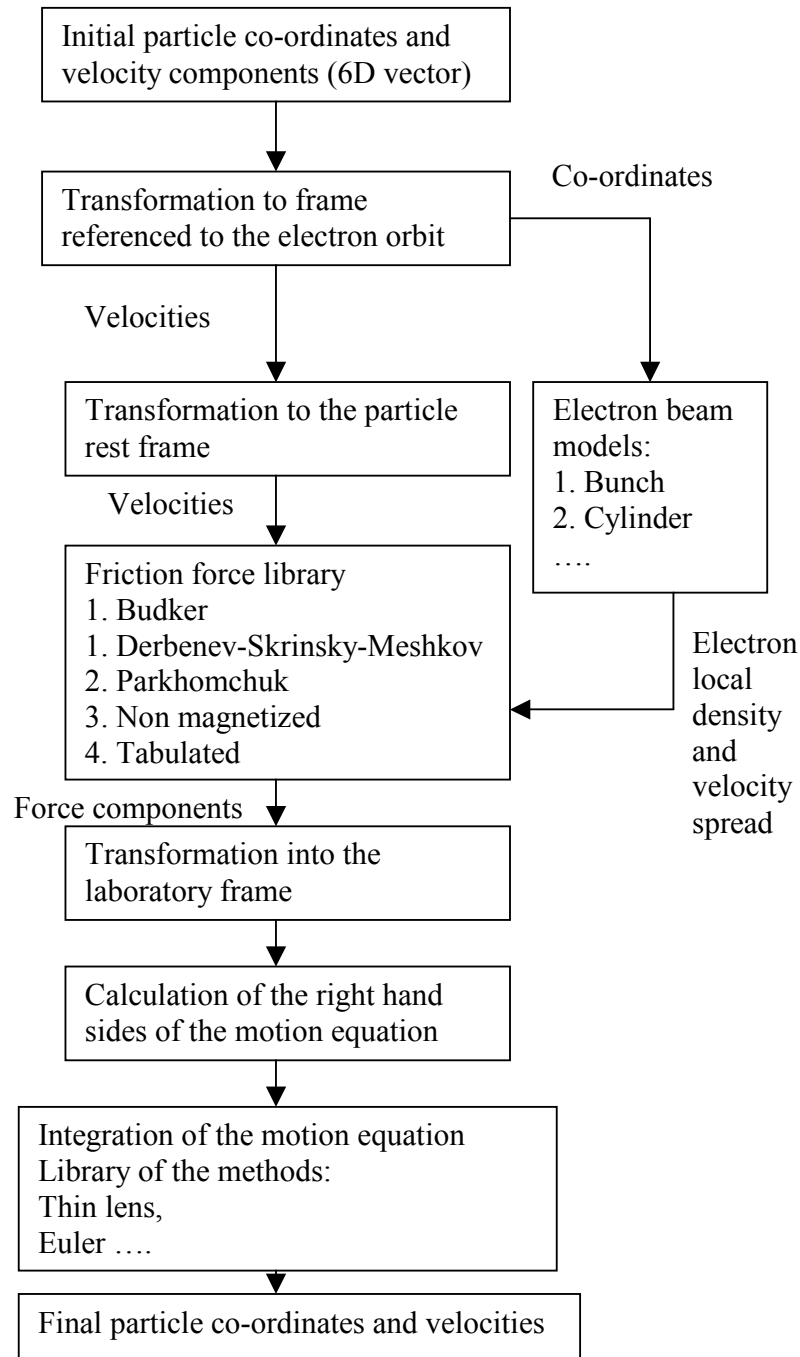 Initial particle co-ordinates and
velocity components (6D vector)
Transformation to frame
referenced to the electron orbit
Co-ordinates
Velocities
Transformation to the particle
rest frame
Electron beam
models:
1. Bunch
2. Cylinder
….
Velocities
Friction force library
1. Budker
1. Derbenev-Skrinsky-Meshkov
2. Parkhomchuk
3. Non magnetized
4. Tabulated
Electron
local
density
and
velocity
spread
Force components
Transformation into the
laboratory frame
Calculation of the right hand
sides of the motion equation
Integration of the motion equation
Library of the methods:
Thin lens,
Euler ….
Final particle co-ordinates and velocities